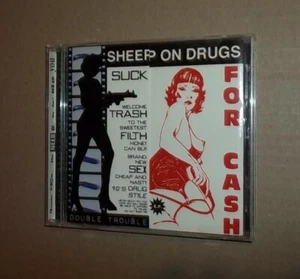 SHEEP ON DRUGS
SUCK
WELCOME
TRASH
TO THE
SWEETEST
FILTH
MONEY
CAN BUY
BRAND
NEW
SEX
CHEAP AND
NASTY
90'S DRUG
STYLE
DOUBLE TROUBLE
FOR CASH